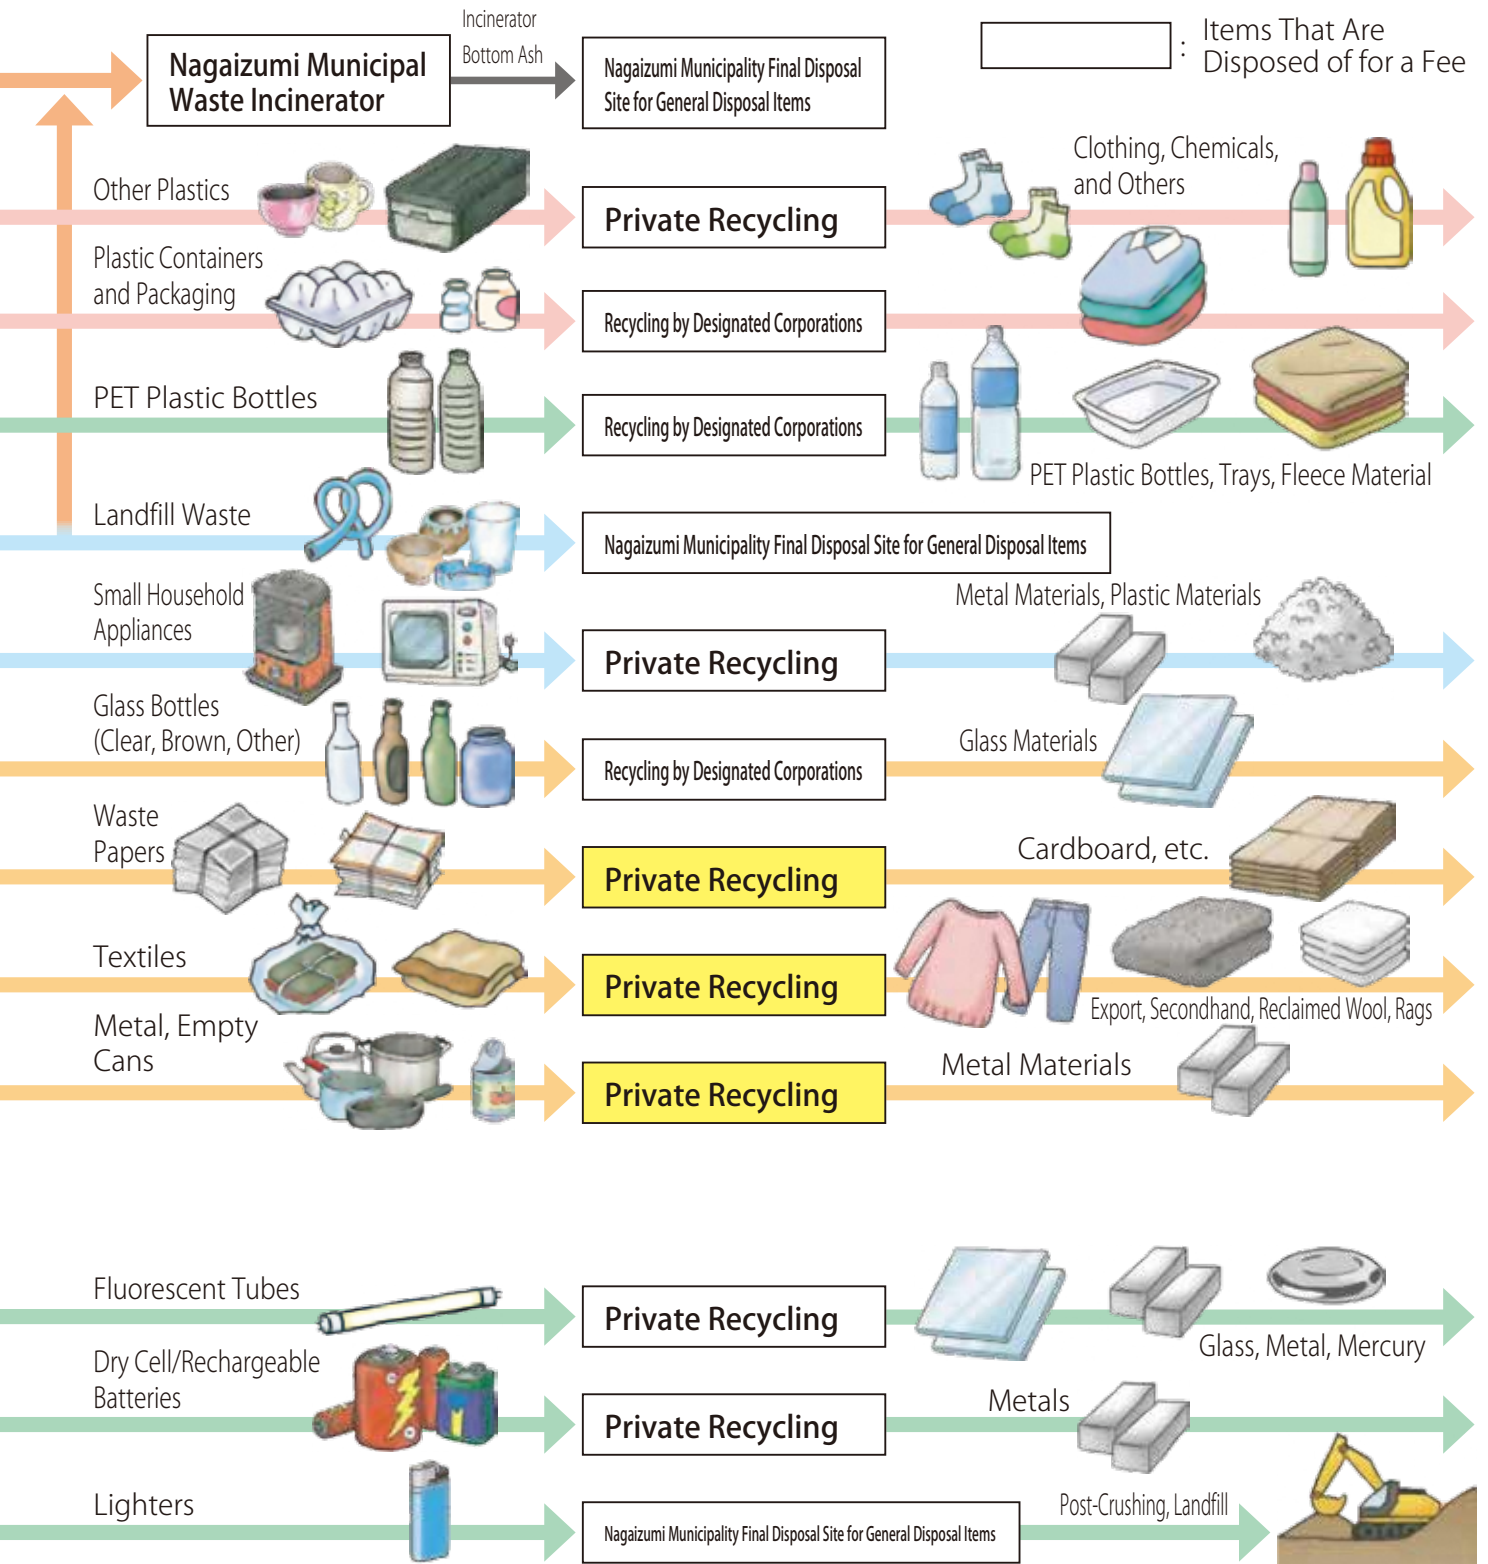 Incinerator
Bottom Ash
Nagaizumi Municipal
Waste Incinerator
Nagaizumi Municipality Final Disposal
Site for General Disposal Items
: Items That Are
Disposed of for a Fee
Other Plastics
Private Recycling
Clothing, Chemicals,
and Others
Plastic Containers
and Packaging
Recycling by Designated Corporations
PET Plastic Bottles
Recycling by Designated Corporations
PET Plastic Bottles, Trays, Fleece Material
Landfill Waste
Nagaizumi Municipality Final Disposal Site for General Disposal Items
Small Household
Appliances
Private Recycling
Metal Materials, Plastic Materials
Glass Bottles
(Clear, Brown, Other)
Recycling by Designated Corporations
Glass Materials
Waste
Papers
Private Recycling
Cardboard, etc.
Textiles
Private Recycling
Export, Secondhand, Reclaimed Wool, Rags
Metal, Empty
Cans
Private Recycling
Metal Materials
Fluorescent Tubes
Private Recycling
Glass, Metal, Mercury
Dry Cell/Rechargeable
Batteries
Private Recycling
Metals
Lighters
Nagaizumi Municipality Final Disposal Site for General Disposal Items
Post-Crushing, Landfill